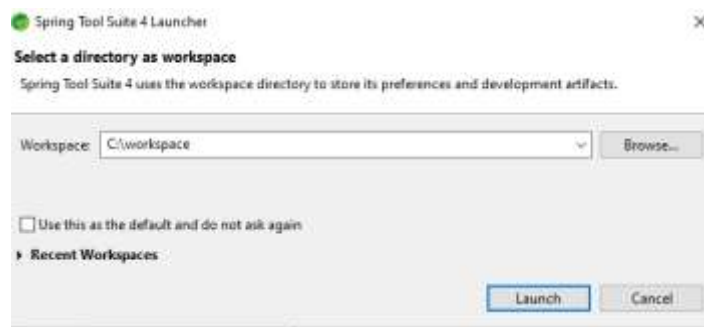 Spring Tool Suite 4 Launcher
Select a directory as workspace
Spring Tool Suite 4 uses the workspace directory to store its preferences and development artifacts.
Workspace: C:\workspace Browse...
Use this as the default and do not ask again
Recent Workspaces
Launch Cancel